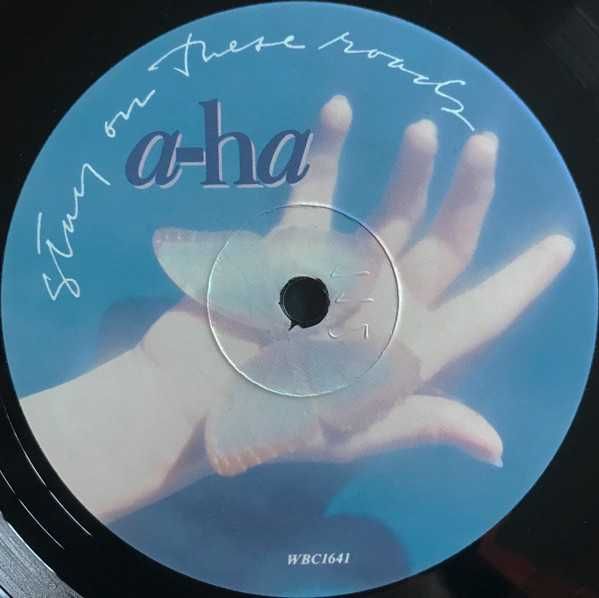 Stay on these roads
a-ha
WBC1641